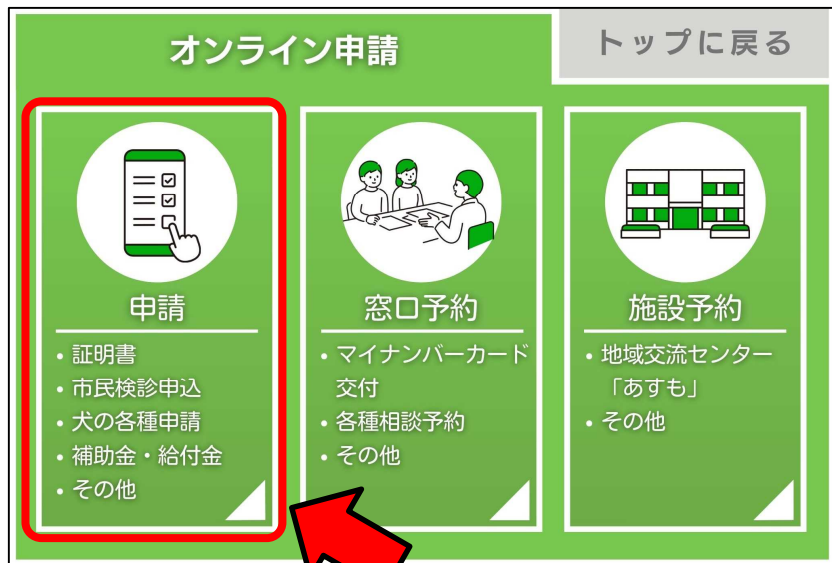 オンライン申請
トップに戻る
申請
• 証明書
• 市民検診申込
• 犬の各種申請
• 補助金・給付金
• その他
窓口予約
• マイナンバーカード
交付
• 各種相談予約
• その他
施設予約
• 地域交流センター
「あすも」
• その他